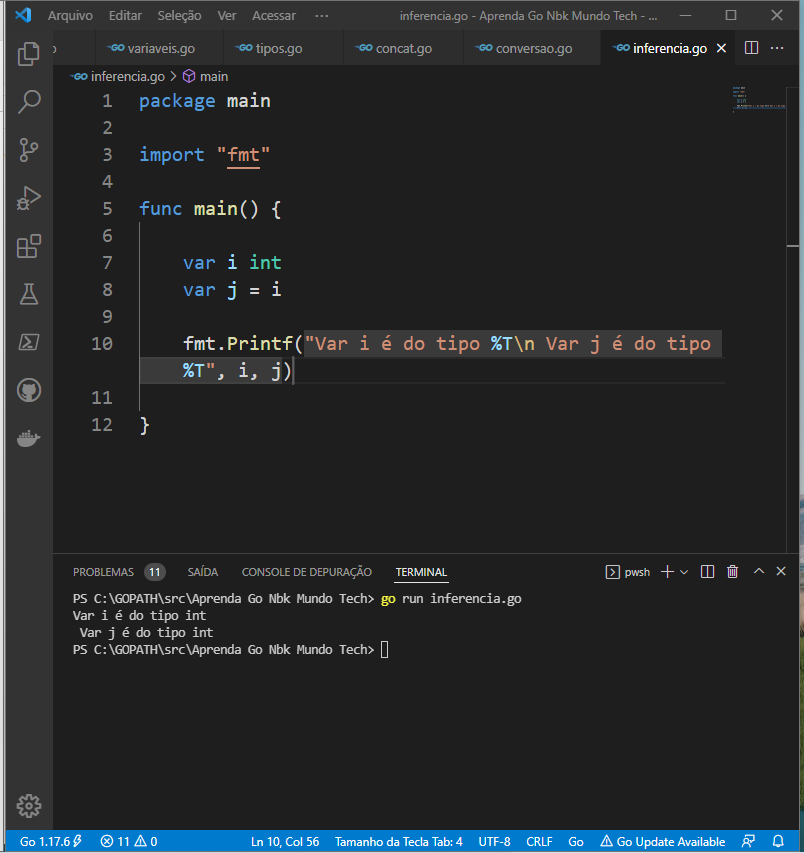 Arquivo Editar Seleção Ver Acessar ··· inferencia.go - Aprenda Go Nbk Mundo Tech - ...
variaveis.go tipos.go concat.go conversao.go inferencia.go
inferencia.go > main
1 package main
2
3 import "fmt"
4
5 func main() {
6
7 var i int
8 var j = i
9
10 fmt.Printf("Var i é do tipo %T\n Var j é do tipo
%T", i, j)
11
12 }
PROBLEMAS 11 SAÍDA CONSOLE DE DEPURAÇÃO TERMINAL pwsh
PS C:\GOPATH\src\Aprenda Go Nbk Mundo Tech> go run inferencia.go
Var i é do tipo int
Var j é do tipo int
PS C:\GOPATH\src\Aprenda Go Nbk Mundo Tech>
Go 1.17.6 11 0 Ln 10, Col 56 Tamanho da Tecla Tab: 4 UTF-8 CRLF Go Go Update Available